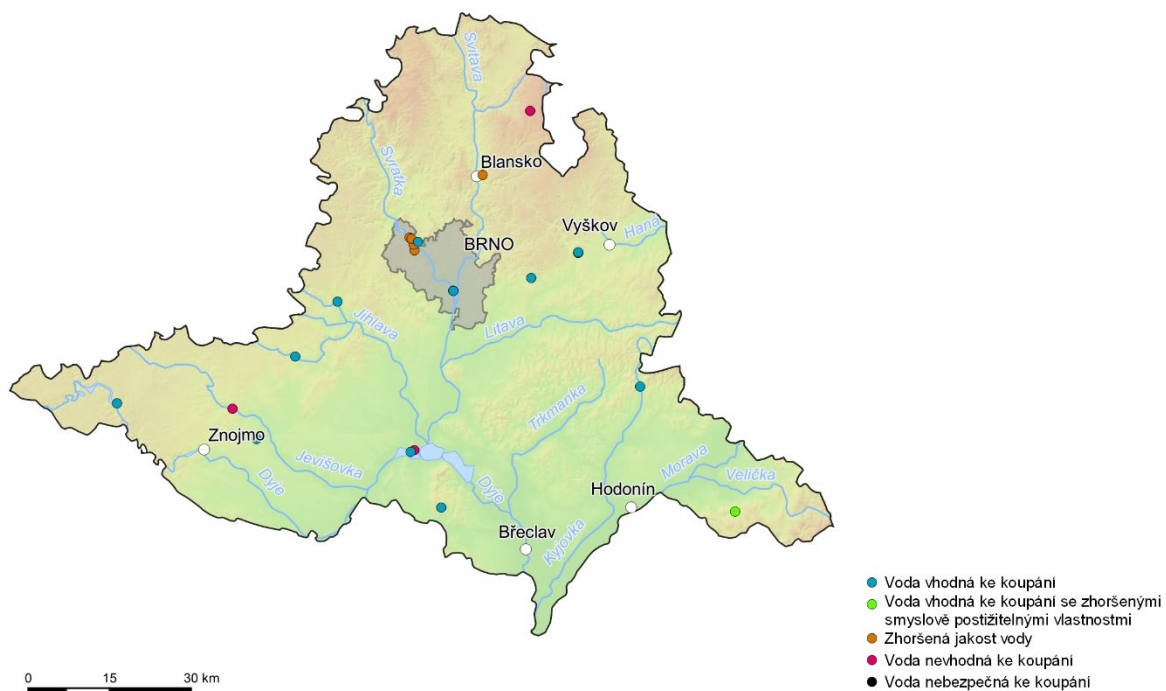 Svitava
Blansko
Svratka
Vyškov
Haná
BRNO
Jihlava
Litava
Trkmanka
Znojmo
Jevišovka
Dyje
Morava
Velička
Hodonín
Dyje
Břeclav
Kyjovka
Voda vhodná ke koupání
Voda vhodná ke koupání se zhoršenými
smyslově postižitelnými vlastnostmi
Zhoršená jakost vody
Voda nevhodná ke koupání
Voda nebezpečná ke koupání
0 15 30 km